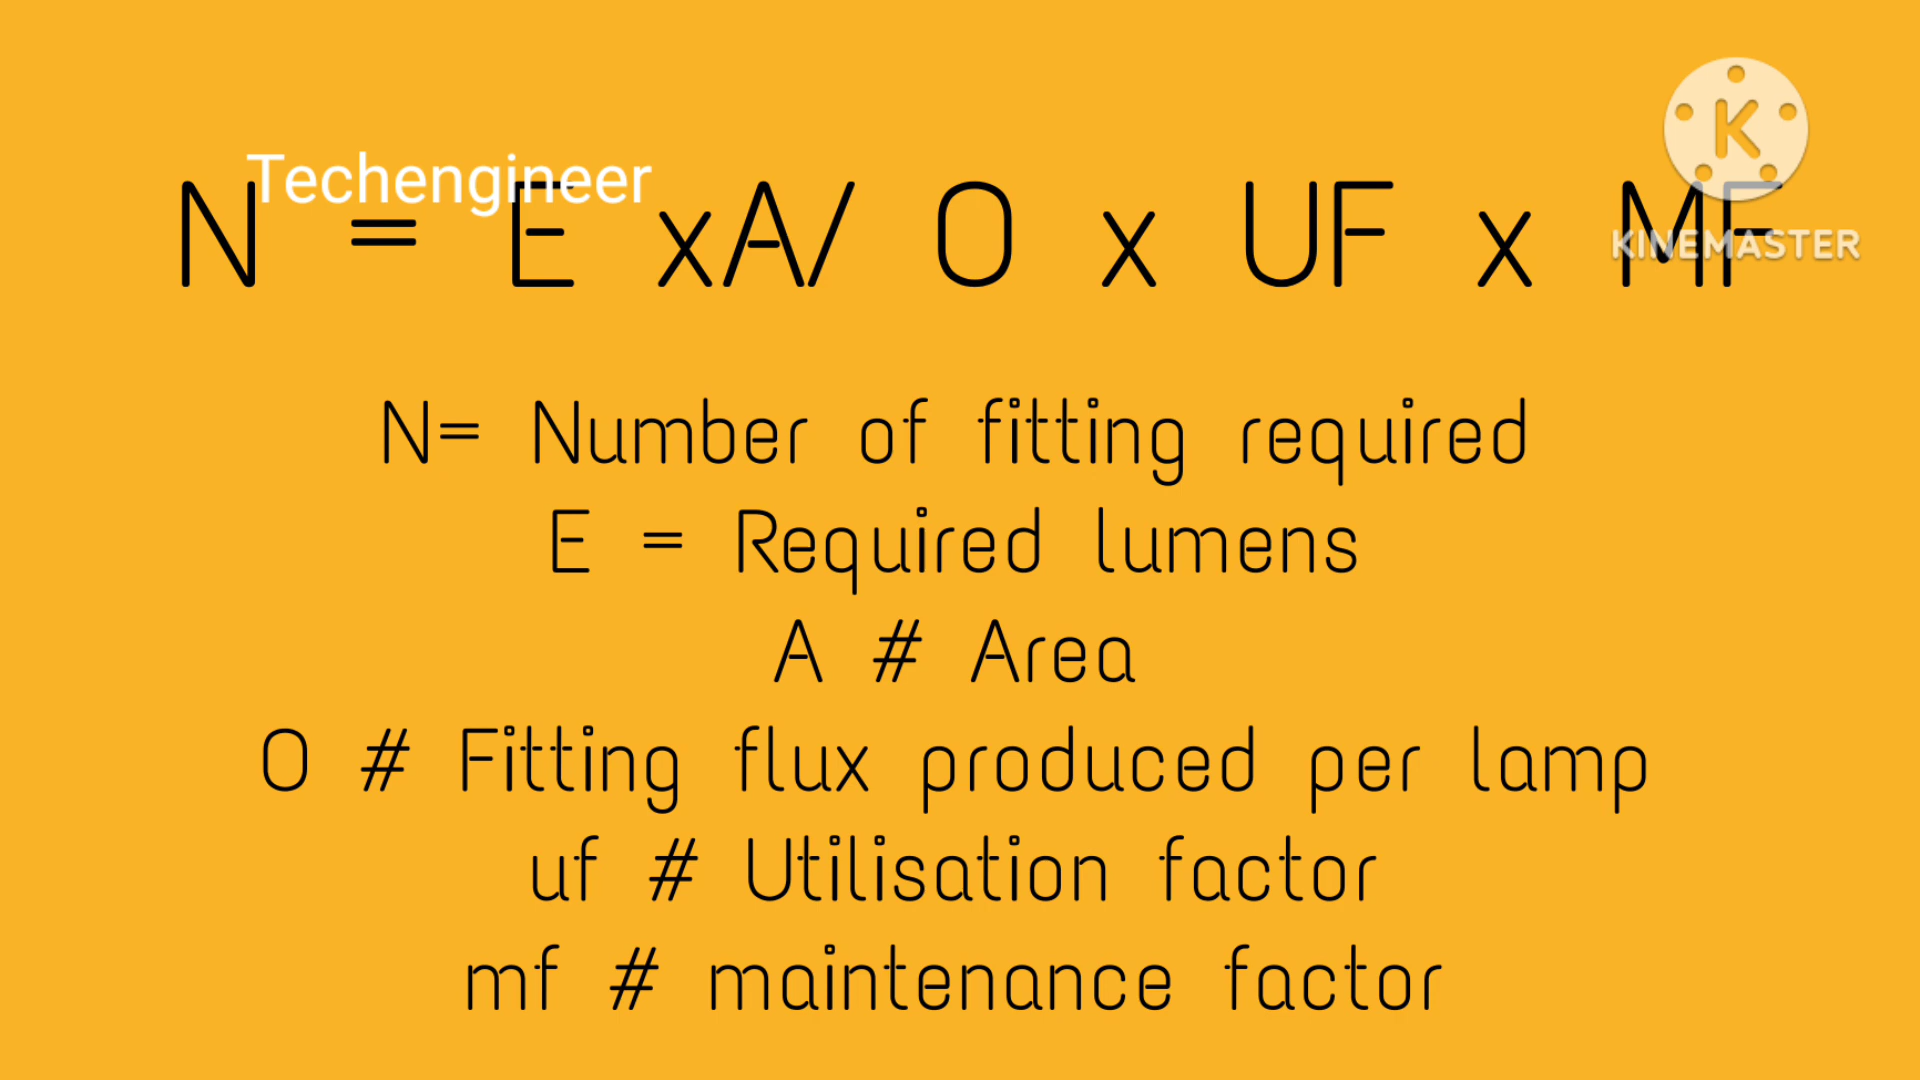 Techengineer
N = E xA/ O x UF x MF
K
KINEMASTER
N= Number of fitting required
E = Required lumens
A # Area
O # Fitting flux produced per lamp
uf # Utilisation factor
mf # maintenance factor